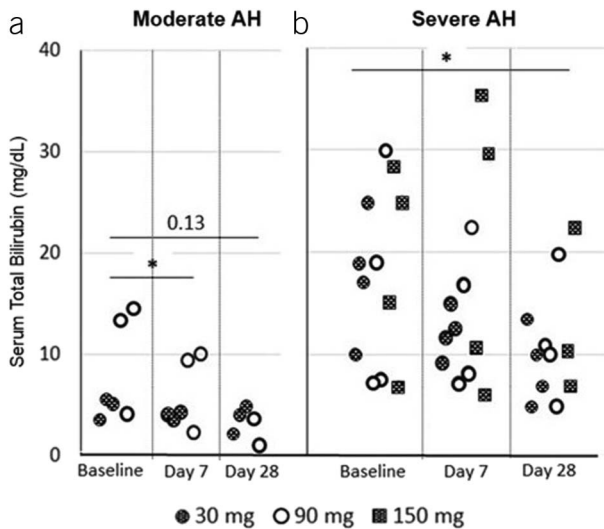 a Moderate AH
b Severe AH
Serum Total Bilirubin (mg/dL)
40
30
20
10
0
0.13
*
*
Baseline Day 7 Day 28
Baseline Day 7 Day 28
30 mg 90 mg 150 mg